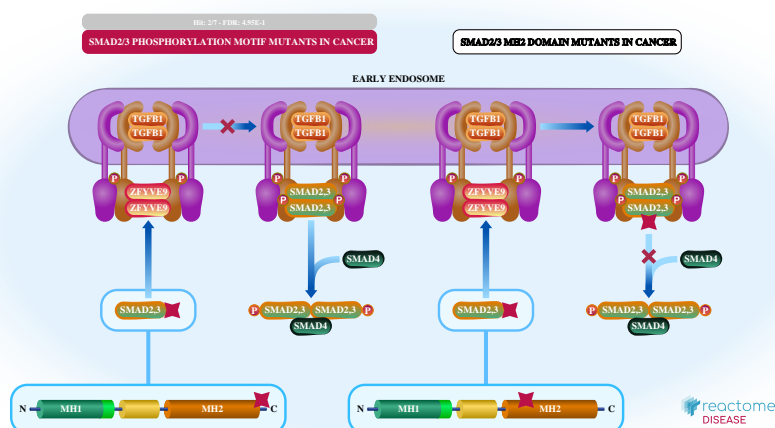 Hit: 2/7 - FDR: 4.95E-1
SMAD2/3 PHOSPHORYLATION MOTIF MUTANTS IN CANCER
SMAD2/3 MH2 DOMAIN MUTANTS IN CANCER
EARLY ENDOSOME
TGFB1
TGFB1
TGFB1
TGFB1
TGFB1
TGFB1
TGFB1
TGFB1
P
P
P
P
P
P
P
P
ZFYVE9
ZFYVE9
SMAD2,3
SMAD2,3
P
P
ZFYVE9
ZFYVE9
SMAD2,3
SMAD2,3
P
P
SMAD4
SMAD4
SMAD2,3
P SMAD2,3 SMAD2,3 P
SMAD4
SMAD2,3
P SMAD2,3 SMAD2,3 P
SMAD4
N MH1 MH2 C
N MH1 MH2 C
reactome
DISEASE